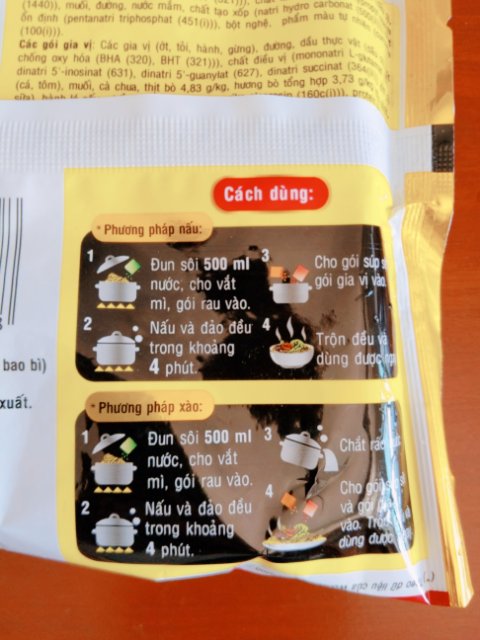 (1440)), muối, đường, nước mắm, chất tạo xốp (natri hydro carbonat
ổn định (pentanatri triphosphat (451(i))), bột nghệ, phẩm màu tự nhiên
(100(i))).
Các gói gia vị: Các gia vị (ớt, tỏi, hành, gừng), đường, dầu thực vật
chống oxy hóa (BHA (320), BHT (321))), chất điều vị (mononatri L-
dinatri 5'-inosinat (631), dinatri 5'-guanylat (627), dinatri succinat
(cá, tôm), muối, cà chua, thịt bò 4,83 g/kg, hương bò tổng hợp 3,73 g/
(160c(i))),
Cách dùng:
* Phương pháp nấu:
1
Đun sôi 500 ml
nước, cho vắt
mì, gói rau vào.
2
Nấu và đảo đều
trong khoảng
4 phút.
3
Cho gói súp
gói gia vị vào
4
Trộn đều và
dùng được
* Phương pháp xào:
1
Đun sôi 500 ml
nước, cho vắt
mì, gói rau vào.
2
Nấu và đảo đều
trong khoảng
4 phút.
3
Chắt ráo
4
Cho gói
và gói
vào.
dùng được
bao bì)
xuất.